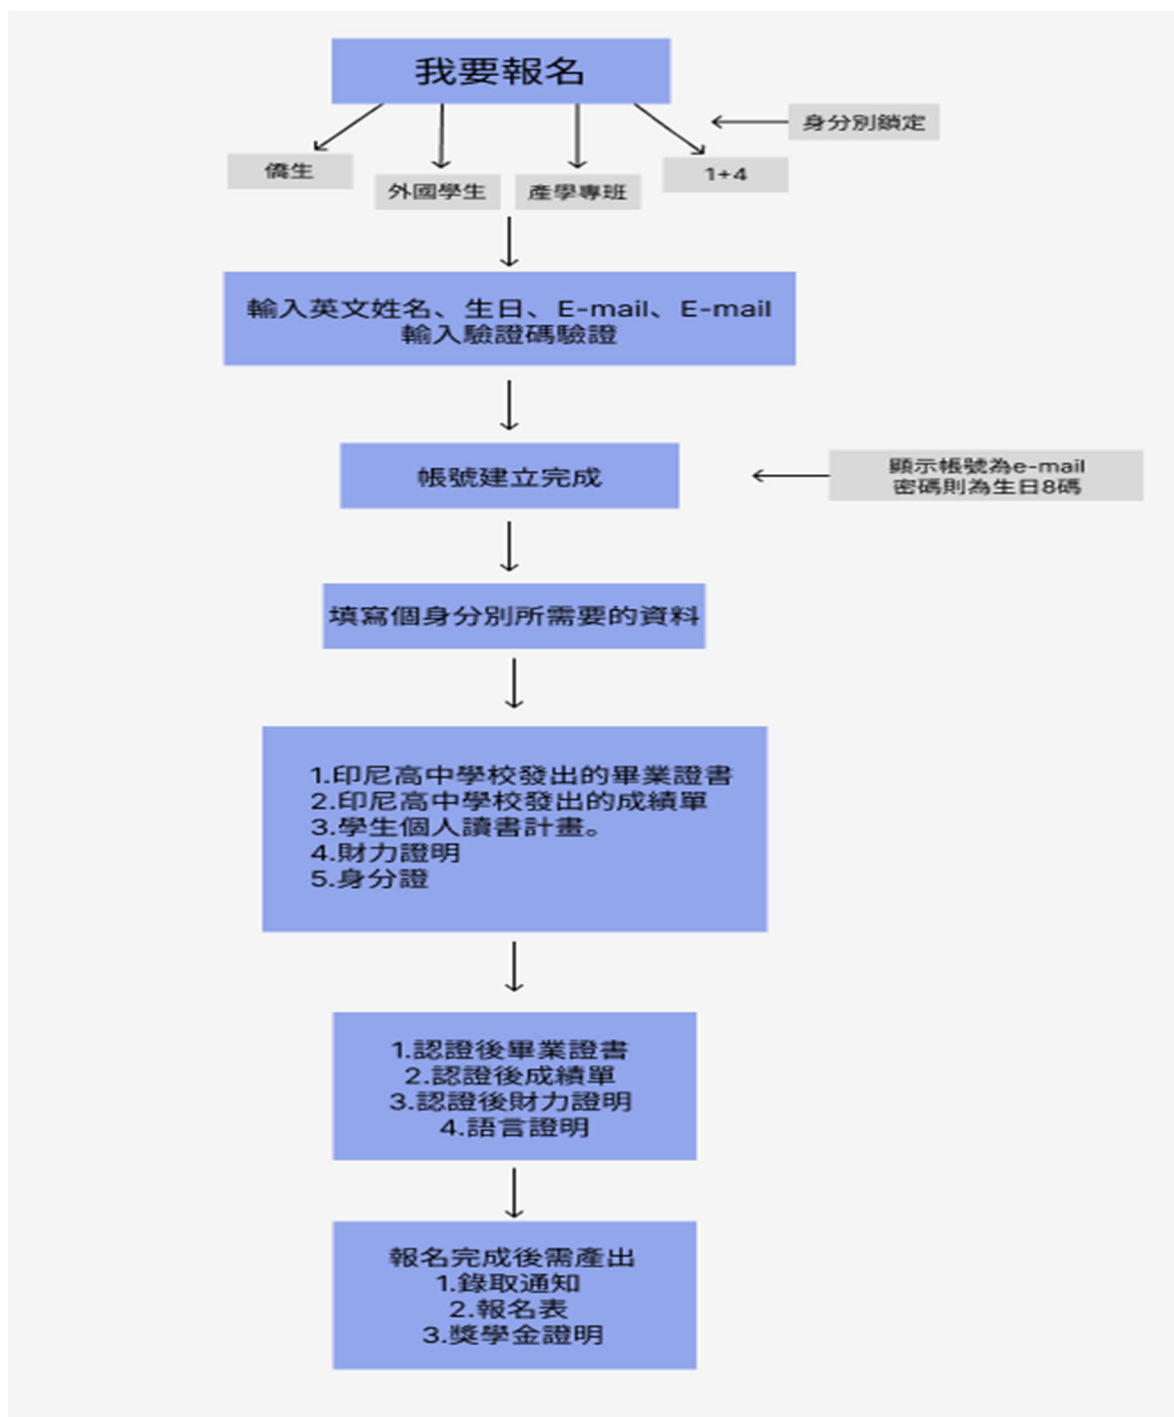 我要報名
身分別鎖定
僑生
外國學生
產學專班
1+4
輸入英文姓名、生日、E-mail、E-mail
輸入驗證碼驗證
帳號建立完成
顯示帳號為e-mail
密碼則為生日8碼
填寫個身分別所需要的資料
1.印尼高中學校發出的畢業證書
2.印尼高中學校發出的成績單
3.學生個人讀書計畫。
4.財力證明
5.身分證
1.認證後畢業證書
2.認證後成績單
3.認證後財力證明
4.語言證明
報名完成後需產出
1.錄取通知
2.報名表
3.獎學金證明